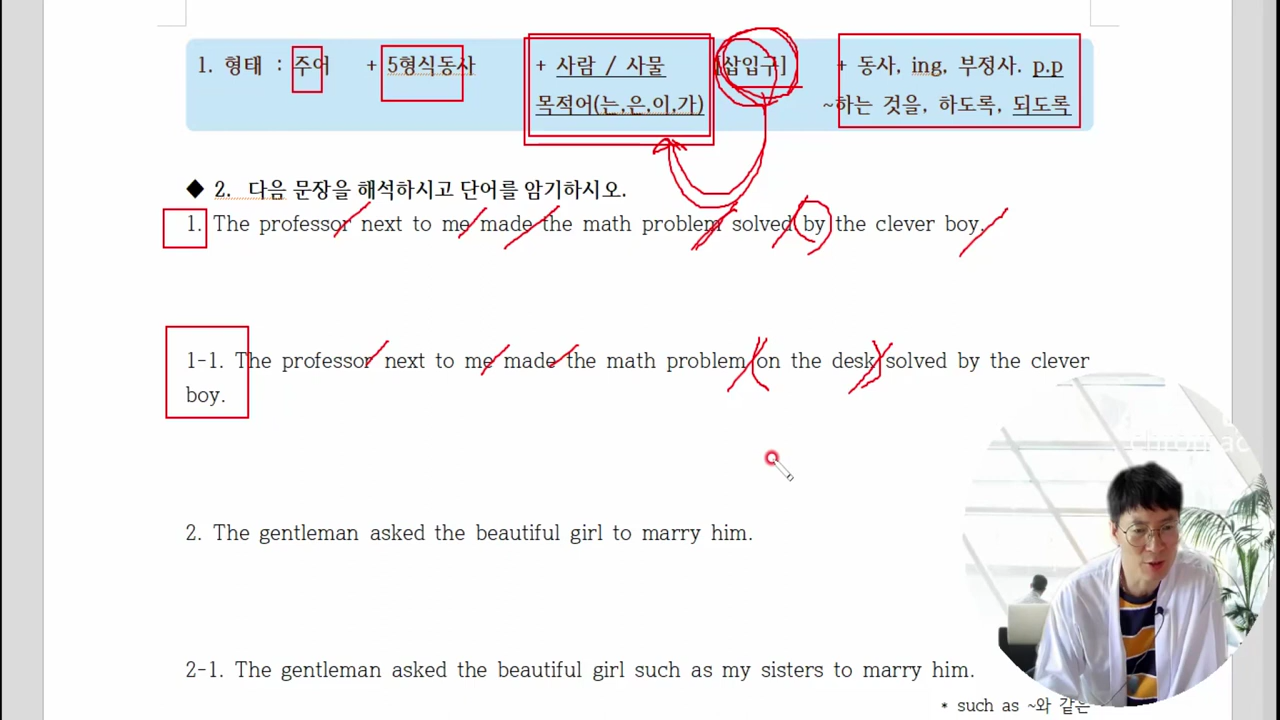 1. 형태 : 주어 + 5형식동사 + 사람 / 사물 [삽입구] + 동사, ing, 부정사. p.p
목적어(는,은,이,가) ~하는 것을, 하도록, 되도록
◆ 2. 다음 문장을 해석하시고 단어를 암기하시오.
1. The professor next to me made the math problem solved by the clever boy.
1-1. The professor next to me made the math problem on the desk solved by the clever
boy.
2. The gentleman asked the beautiful girl to marry him.
2-1. The gentleman asked the beautiful girl such as my sisters to marry him.
* such as ~와 같은